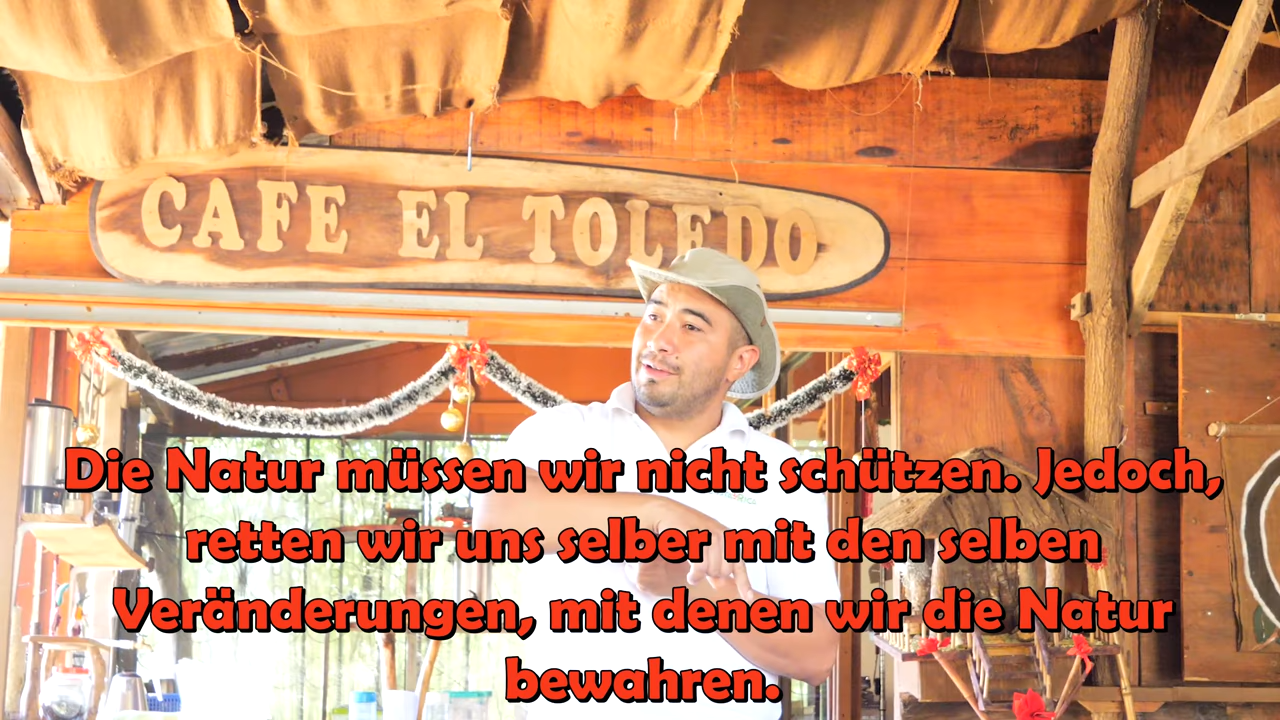 CAFE EL TOLEDO
Die Natur müssen wir nicht schützen. Jedoch,
retten wir uns selber mit den selben
Veränderungen, mit denen wir die Natur
bewahren.